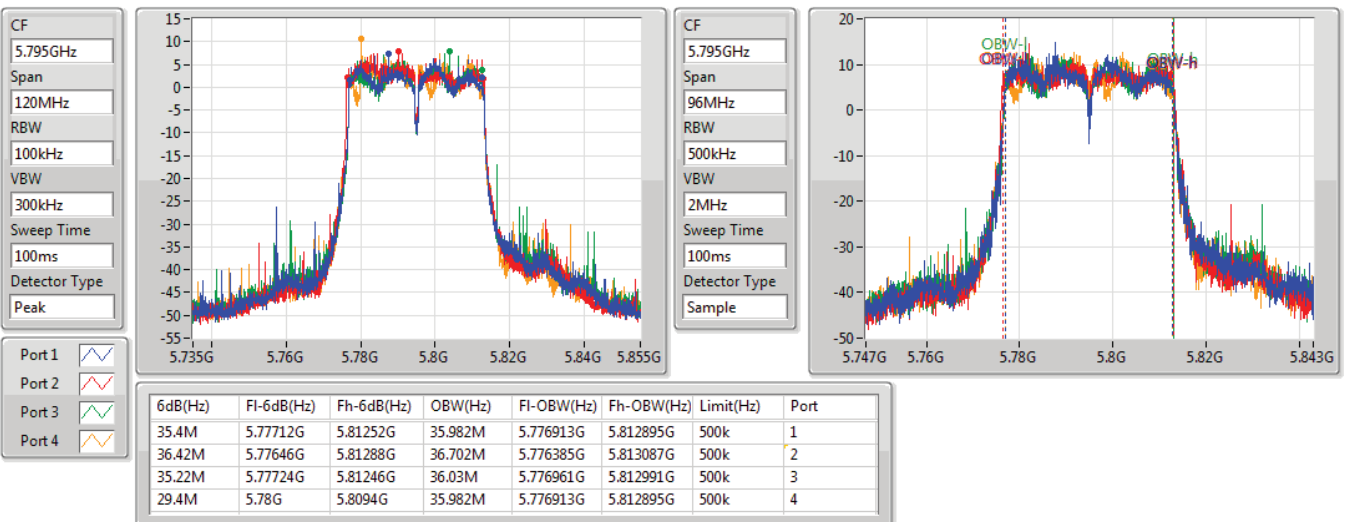 CF
5.795GHz
Span
120MHz
RBW
100kHz
VBW
300kHz
Sweep Time
100ms
Detector Type
Peak
15
10
5
0
-5
-10
-15
-20
-25
-30
-35
-40
-45
-50
-55
5.735G 5.76G 5.78G 5.8G 5.82G 5.84G 5.855G
CF
5.795GHz
Span
96MHz
RBW
500kHz
VBW
2MHz
Sweep Time
100ms
Detector Type
Sample
20
10
0
-10
-20
-30
-40
-50
OBW-l
OBW-h
5.747G 5.76G 5.78G 5.8G 5.82G 5.843G
Port 1
Port 2
Port 3
Port 4
6dB(Hz) Fl-6dB(Hz) Fh-6dB(Hz) OBW(Hz) Fl-OBW(Hz) Fh-OBW(Hz) Limit(Hz) Port
35.4M 5.77712G 5.81252G 35.982M 5.776913G 5.812895G 500k 1
36.42M 5.77646G 5.81288G 36.702M 5.776385G 5.813087G 500k 2
35.22M 5.77724G 5.81246G 36.03M 5.776961G 5.812991G 500k 3
29.4M 5.78G 5.8094G 35.982M 5.776913G 5.812895G 500k 4